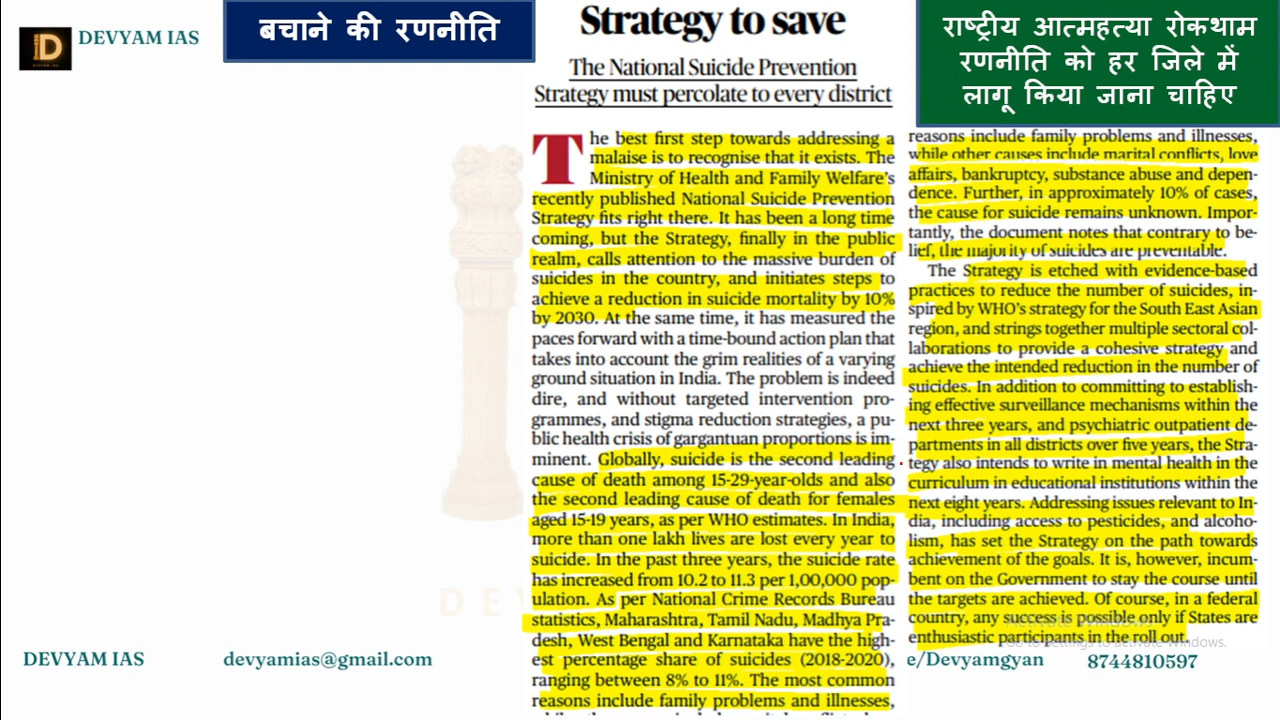 DEVYAM IAS
बचाने की रणनीति
Strategy to save
The National Suicide Prevention
Strategy must percolate to every district
राष्ट्रीय आत्महत्या रोकथाम
रणनीति को हर जिले में
लागू किया जाना चाहिए
The best first step towards addressing a
malaise is to recognise that it exists. The
Ministry of Health and Family Welfare's
recently published National Suicide Prevention
Strategy fits right there. It has been a long time
coming, but the Strategy, finally in the public
realm, calls attention to the massive burden of
suicides in the country, and initiates steps to
achieve a reduction in suicide mortality by 10%
by 2030. At the same time, it has measured the
paces forward with a time-bound action plan that
takes into account the grim realities of a varying
ground situation in India. The problem is indeed
dire, and without targeted intervention pro-
grammes, and stigma reduction strategies, a pu-
blic health crisis of gargantuan proportions is im-
minent. Globally, suicide is the second leading
cause of death among 15-29-year-olds and also
the second leading cause of death for females
aged 15-19 years, as per WHO estimates. In India,
more than one lakh lives are lost every year to
suicide. In the past three years, the suicide rate
has increased from 10.2 to 11.3 per 1,00,000 pop-
ulation. As per National Crime Records Bureau
statistics, Maharashtra, Tamil Nadu, Madhya Pra-
desh, West Bengal and Karnataka have the high-
est percentage share of suicides (2018-2020),
ranging between 8% to 11%. The most common
reasons include family problems and illnesses,
reasons include family problems and illnesses,
while other causes include marital conflicts, love
affairs, bankruptcy, substance abuse and depen-
dence. Further, in approximately 10% of cases,
the cause for suicide remains unknown. Impor-
tantly, the document notes that contrary to be-
lief, the majority of suicides are preventable.
The Strategy is etched with evidence-based
practices to reduce the number of suicides, in-
spired by WHO's strategy for the South East Asian
region, and strings together multiple sectoral col-
laborations to provide a cohesive strategy and
achieve the intended reduction in the number of
suicides. In addition to committing to establish-
ing effective surveillance mechanisms within the
next three years, and psychiatric outpatient de-
partments in all districts over five years, the Stra-
tegy also intends to write in mental health in the
curriculum in educational institutions within the
next eight years. Addressing issues relevant to In-
dia, including access to pesticides, and alcoho-
lism, has set the Strategy on the path towards
achievement of the goals. It is, however, incum-
bent on the Government to stay the course until
the targets are achieved. Of course, in a federal
country, any success is possible only if States are
enthusiastic participants in the roll out.
Activate Windows
Go to Settings to activate Windows.
DEVYAM IAS
devyamias@gmail.com
e/Devyamgyan
8744810597